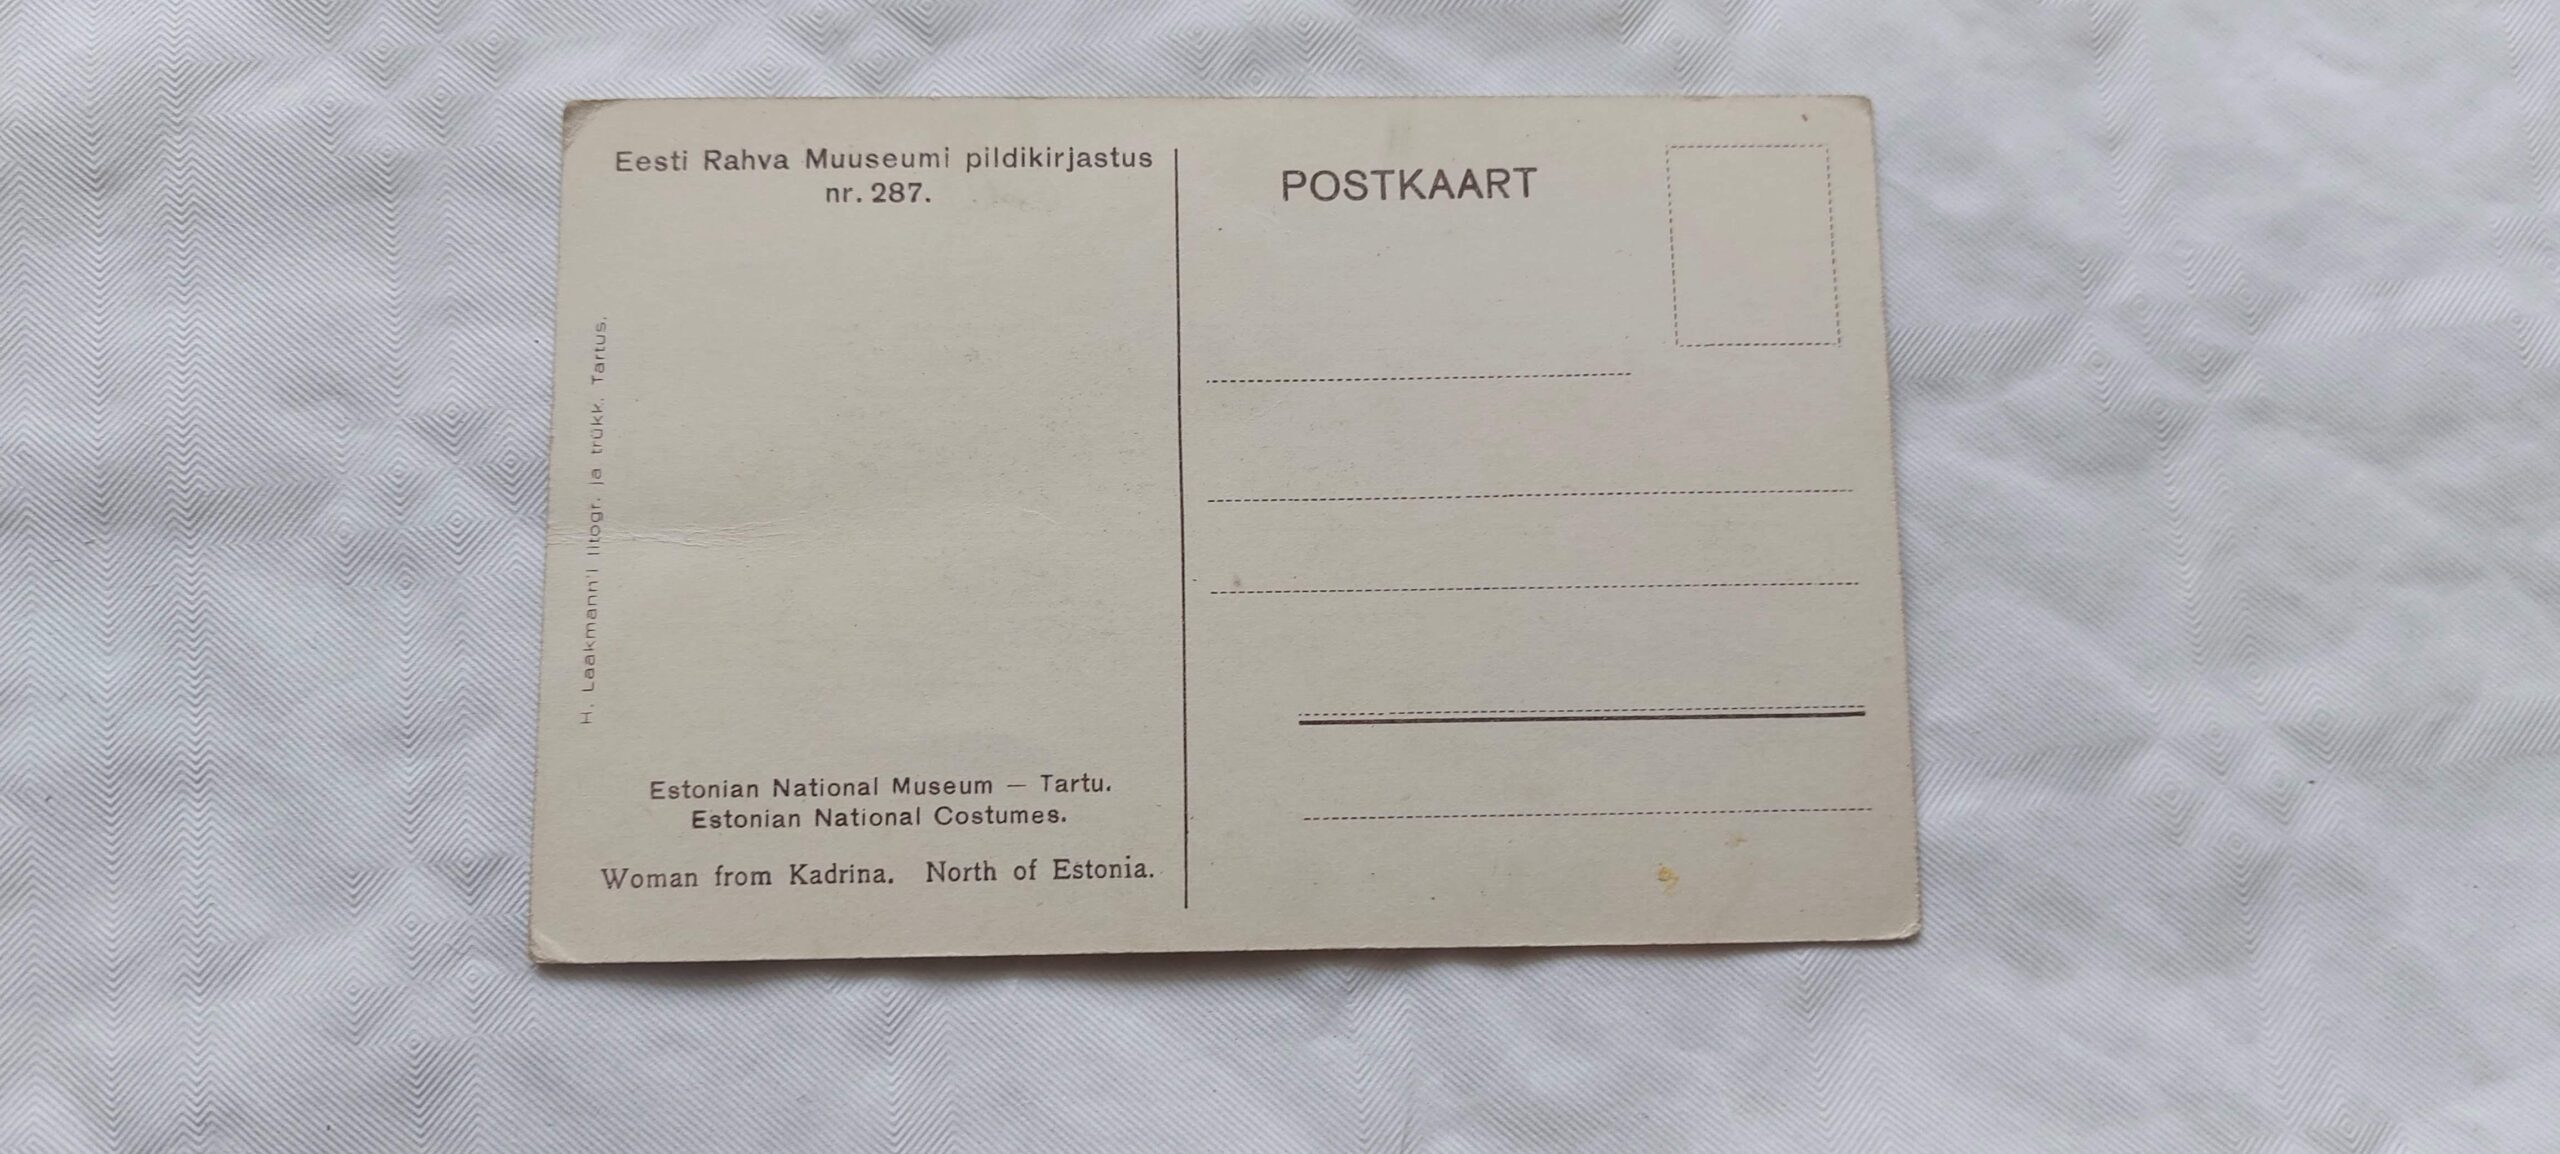 Eesti Rahva Muuseumi pildikirjastus
nr. 287.
H. Laakmann'i litogr. ja trükk. Tartus.
Estonian National Museum — Tartu.
Estonian National Costumes.
Woman from Kadrina. North of Estonia.
POSTKAART